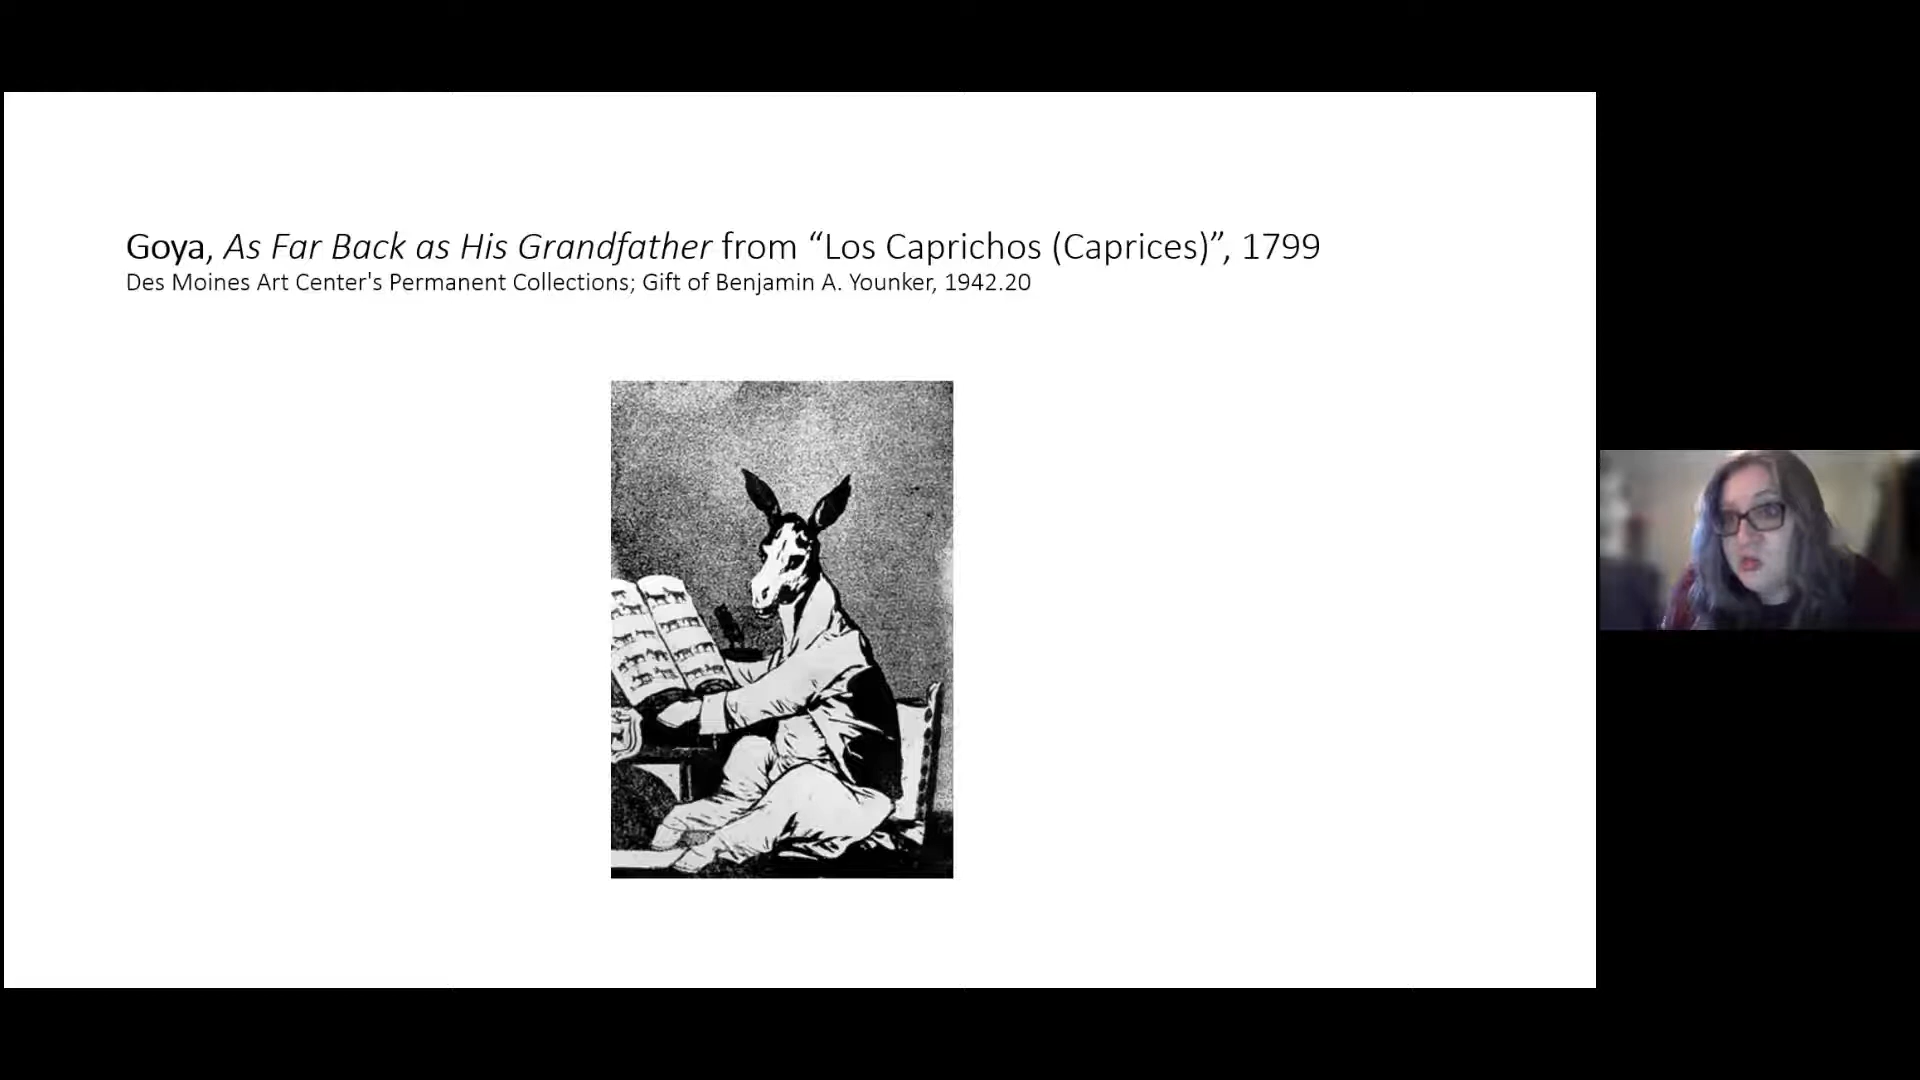 Goya, As Far Back as His Grandfather from “Los Caprichos (Caprices)”, 1799
Des Moines Art Center's Permanent Collections; Gift of Benjamin A. Younker, 1942.20